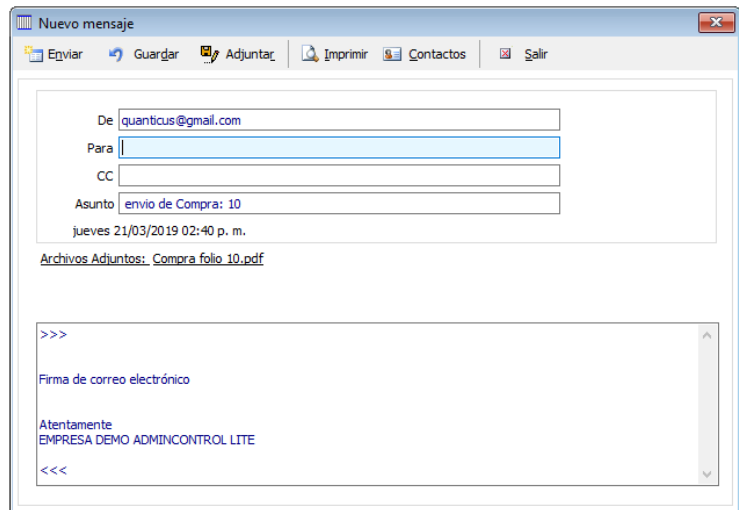 Nuevo mensaje
Enviar Guardar Adjuntar Imprimir Contactos Salir
De quanticus@gmail.com
Para
CC
Asunto envio de Compra: 10
jueves 21/03/2019 02:40 p. m.
Archivos Adjuntos: Compra folio 10.pdf
>>>
Firma de correo electrónico
Atentamente
EMPRESA DEMO ADMINCONTROL LITE
<<<